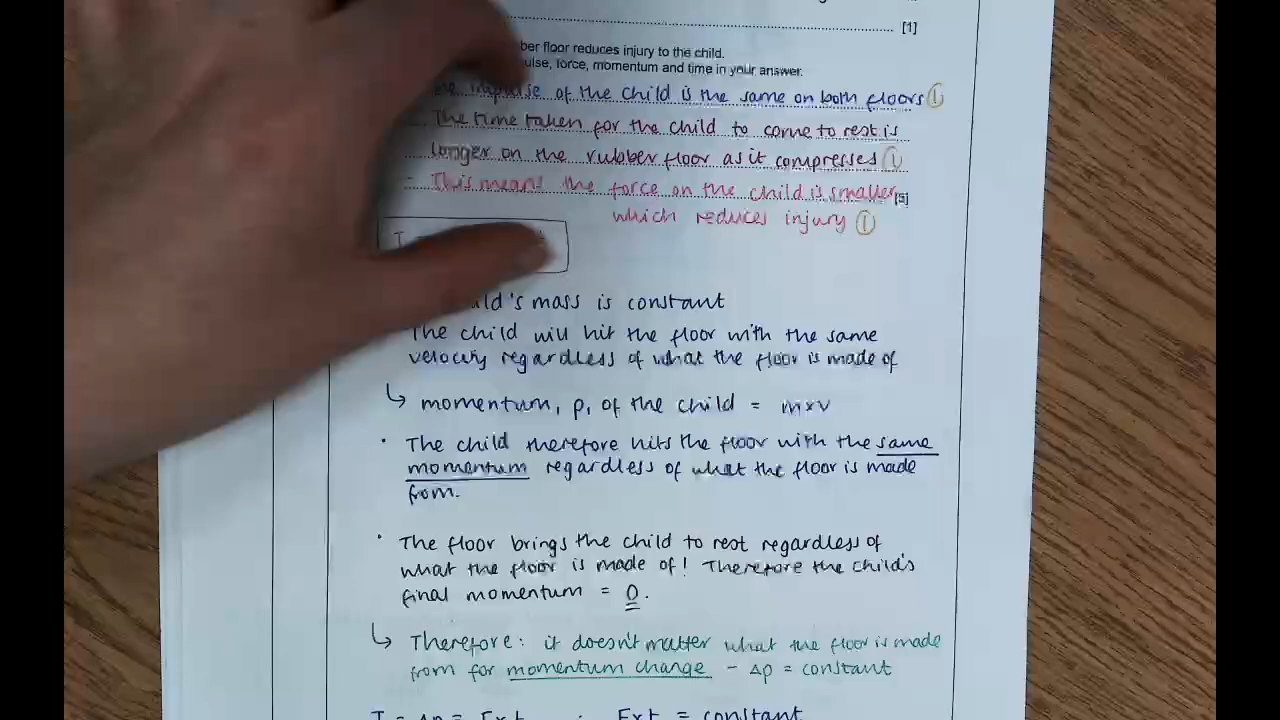 [1]
floor reduces injury to the child.
force, momentum and time in your answer.
of the child is the same on both floors ①
The time taken for the child to come to rest is
longer on the rubber floor as it compresses ①
- This means the force on the child is smaller [3]
which reduces injury ①
mass is constant
The child will hit the floor with the same
velocity regardless of what the floor is made of
↳ momentum, p, of the child = m×v
· The child therefore hits the floor with the same
momentum regardless of what the floor is made
from.
· The floor brings the child to rest regardless of
what the floor is made of! Therefore the child's
final momentum = 0.
↳ Therefore: it doesn't matter what the floor is made
from for momentum change - Δp = constant
I = Δp = F×t ∴ F×t = constant